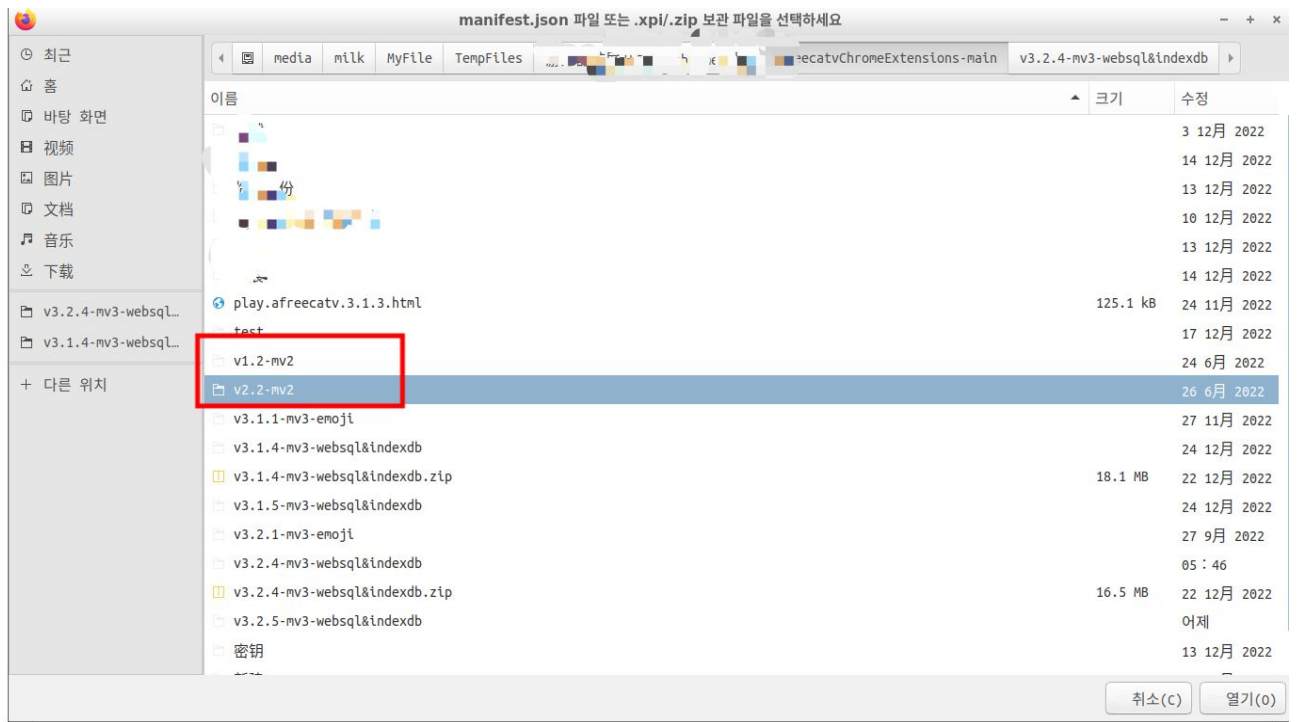 manifest.json 파일 또는 .xpi/.zip 보관 파일을 선택하세요
최근
홈
바탕 화면
视频
图片
文档
音乐
下载
v3.2.4-mv3-websql…
v3.1.4-mv3-websql…
+ 다른 위치
media milk MyFile TempFiles eecatvChromeExtensions-main v3.2.4-mv3-websql&indexdb
이름 크기 수정
3 12月 2022
14 12月 2022
份 13 12月 2022
10 12月 2022
13 12月 2022
14 12月 2022
play.afreecatv.3.1.3.html 125.1 kB 24 11月 2022
test 17 12月 2022
v1.2-mv2 24 6月 2022
v2.2-mv2 26 6月 2022
v3.1.1-mv3-emoji 27 11月 2022
v3.1.4-mv3-websql&indexdb 24 12月 2022
v3.1.4-mv3-websql&indexdb.zip 18.1 MB 22 12月 2022
v3.1.5-mv3-websql&indexdb 24 12月 2022
v3.2.1-mv3-emoji 27 9月 2022
v3.2.4-mv3-websql&indexdb 05：46
v3.2.4-mv3-websql&indexdb.zip 16.5 MB 22 12月 2022
v3.2.5-mv3-websql&indexdb 어제
密钥 13 12月 2022
취소(C) 열기(O)